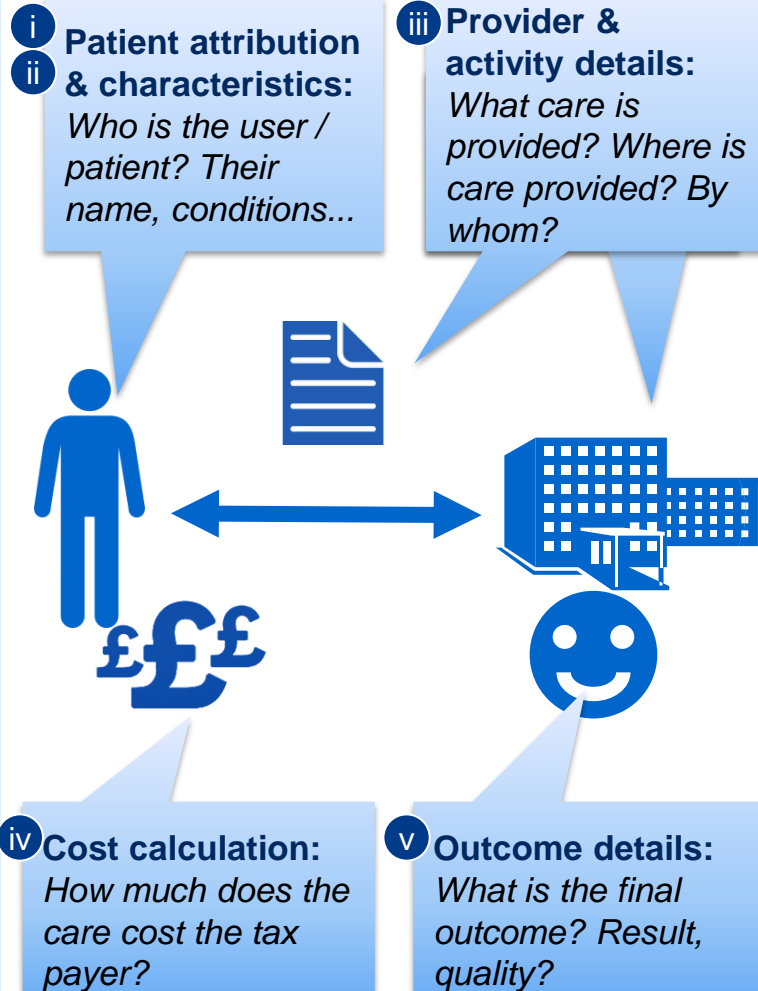 i
ii
Patient attribution
& characteristics:
Who is the user /
patient? Their
name, conditions...
iii
Provider &
activity details:
What care is
provided? Where is
care provided? By
whom?
£££
iv
Cost calculation:
How much does the
care cost the tax
payer?
v
Outcome details:
What is the final
outcome? Result,
quality?